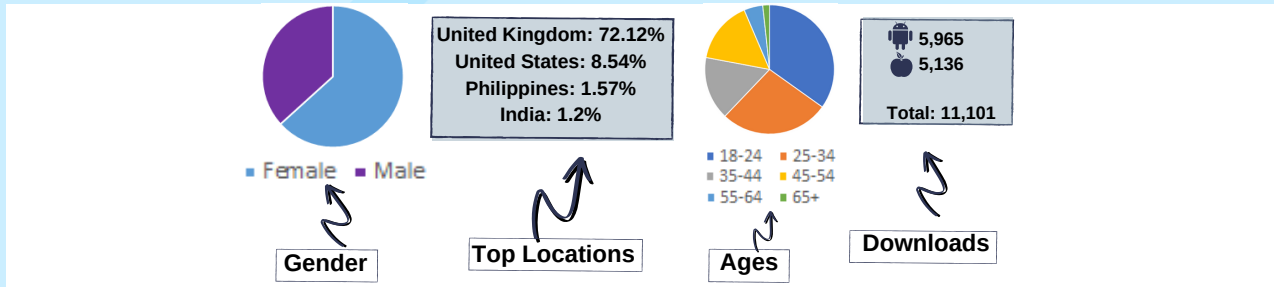 Female Male
Gender
United Kingdom: 72.12%
United States: 8.54%
Philippines: 1.57%
India: 1.2%
Top Locations
18-24 25-34
35-44 45-54
55-64 65+
Ages
5,965
5,136
Total: 11,101
Downloads